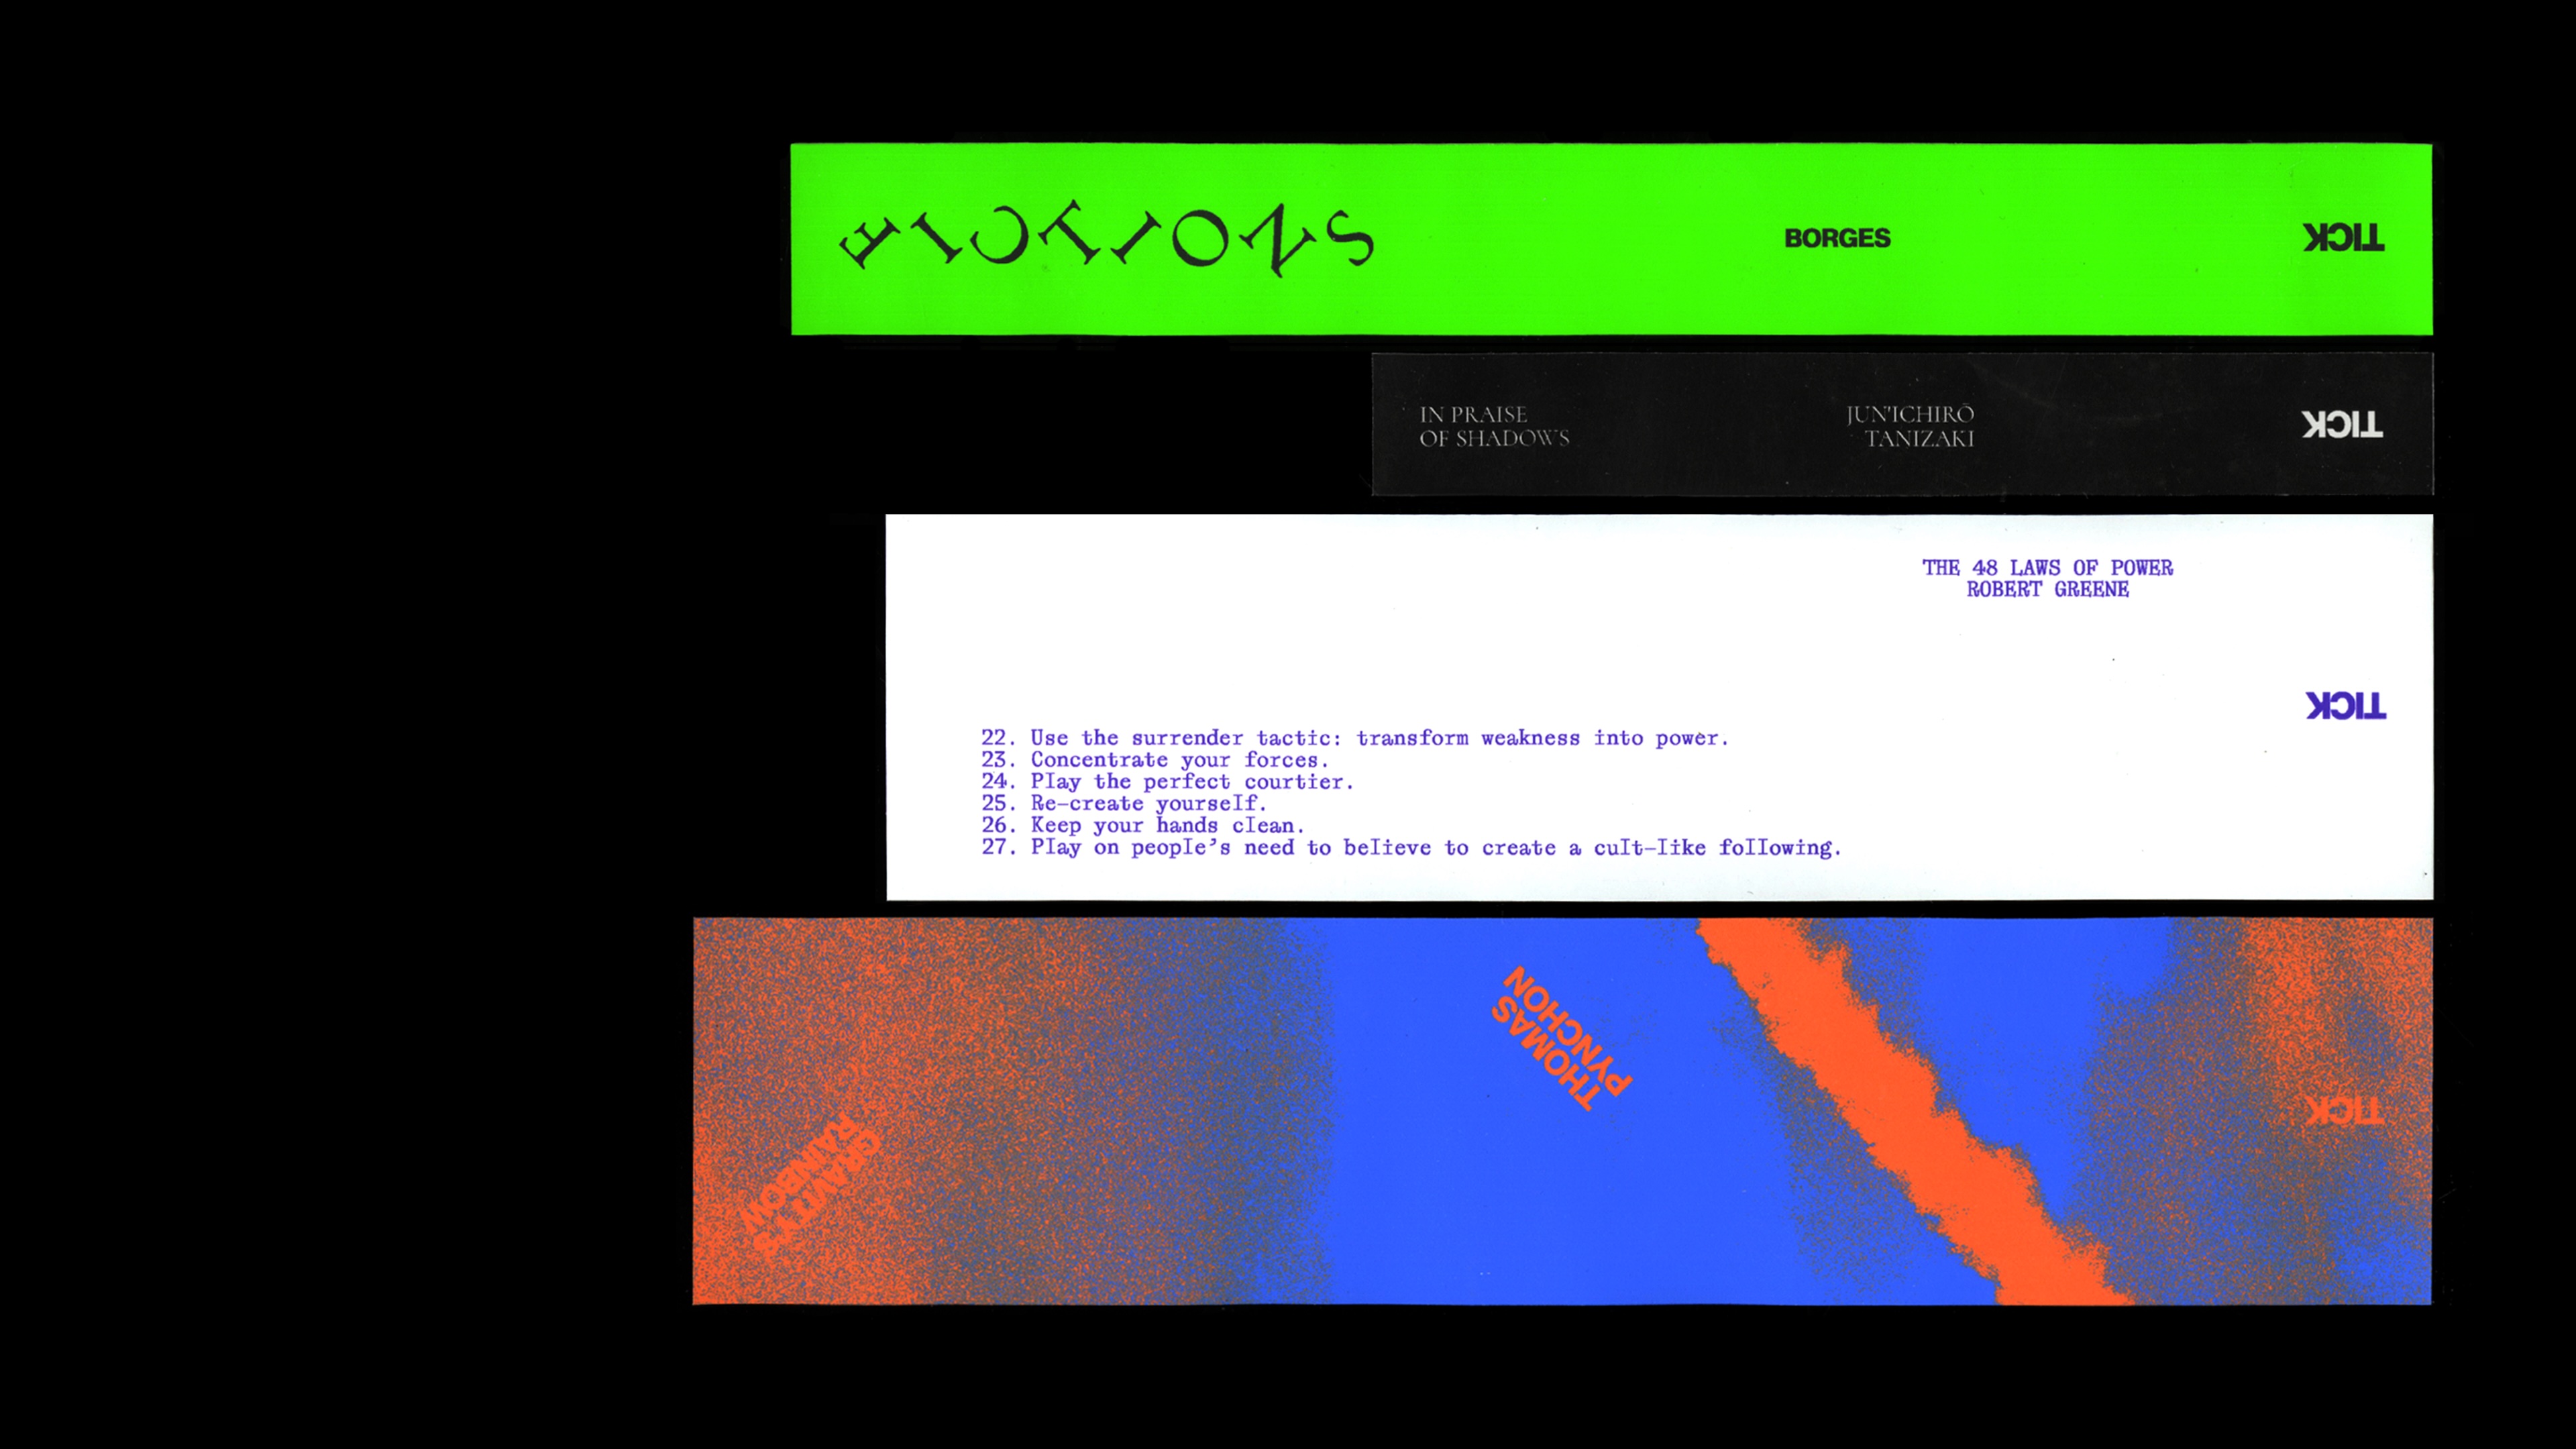 FICTIONS
BORGES
TICK
IN PRAISE
OF SHADOWS
JUN'ICHIRŌ
TANIZAKI
TICK
THE 48 LAWS OF POWER
ROBERT GREENE
TICK
22. Use the surrender tactic: transform weakness into power.
23. Concentrate your forces.
24. Play the perfect courtier.
25. Re-create yourself.
26. Keep your hands clean.
27. Play on people's need to believe to create a cult-like following.
GRAVITY'S
RAINBOW
THOMAS
PYNCHON
TICK